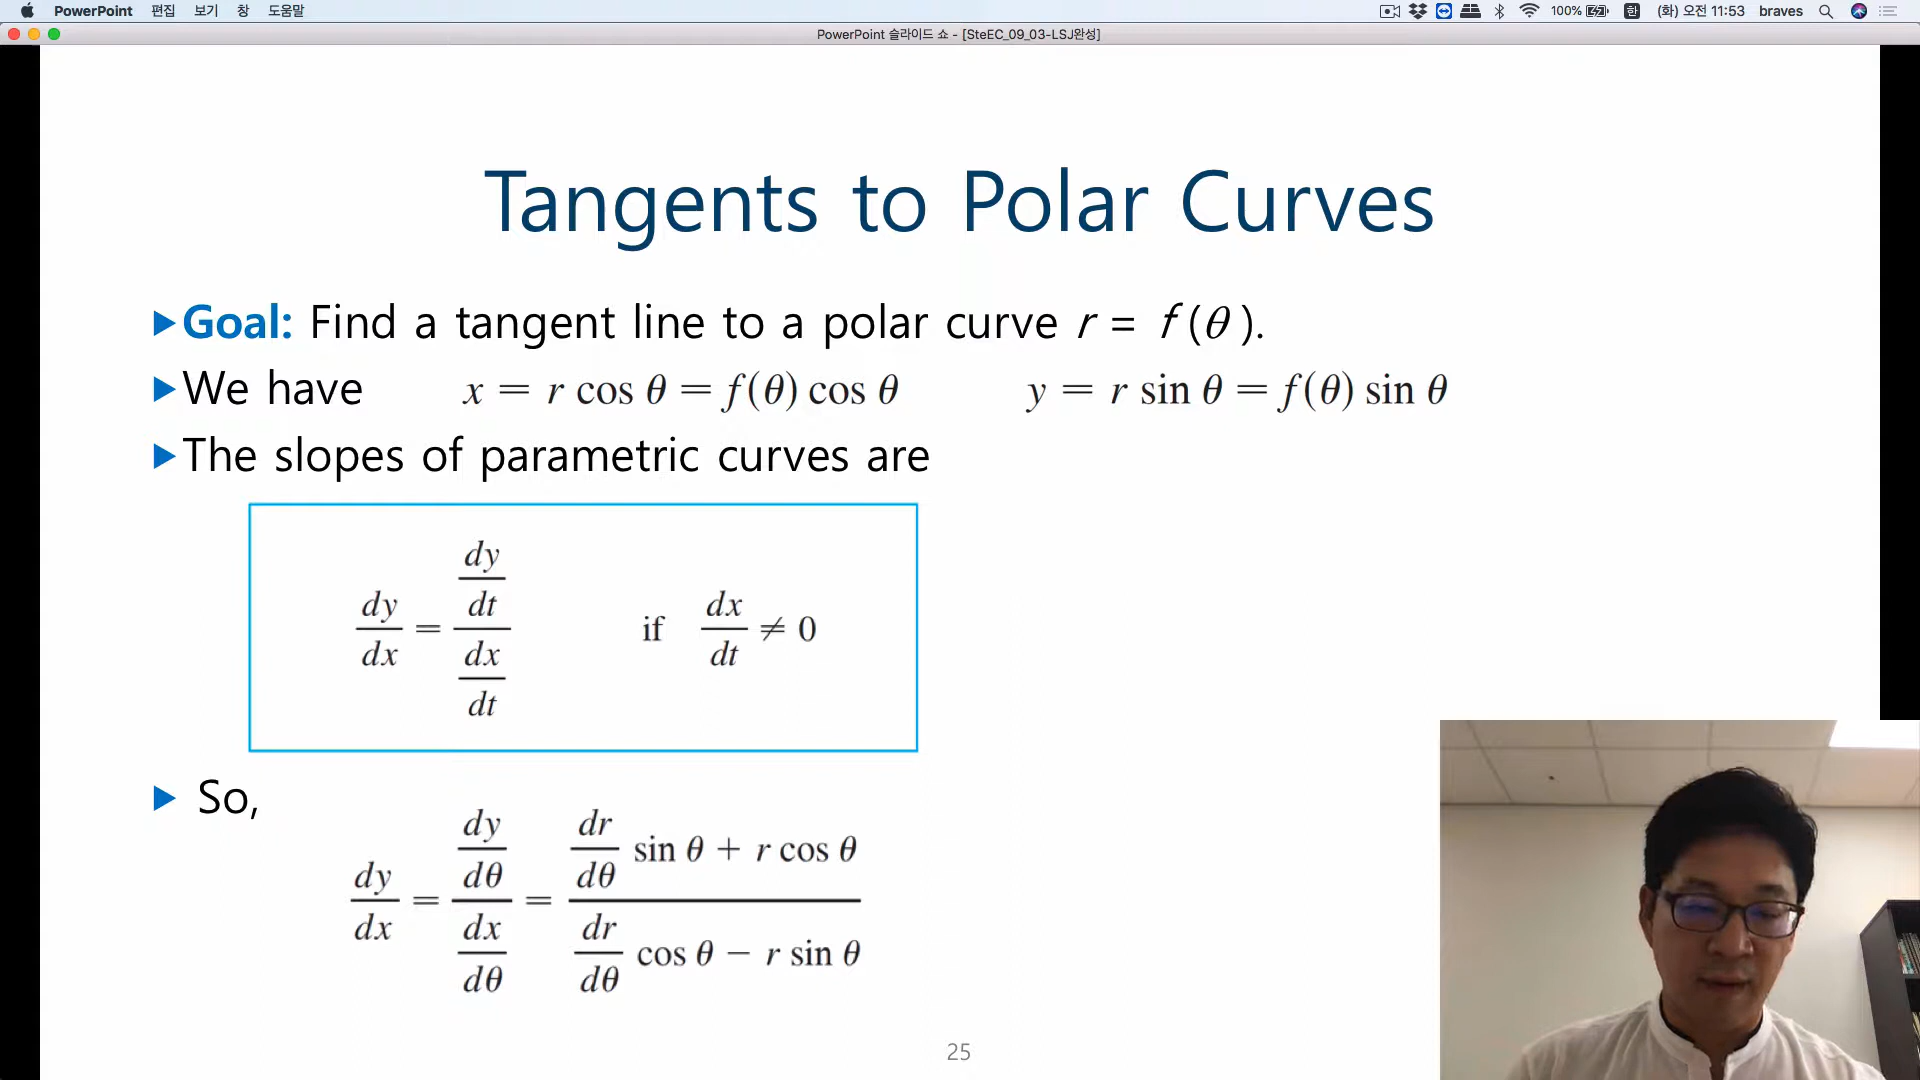 PowerPoint 편집 보기 창 도움말 100% 한 (화) 오전 11:53 braves
PowerPoint 슬라이드 쇼 - [SteEC_09_03-LSJ완성]
Tangents to Polar Curves
▶Goal: Find a tangent line to a polar curve r = f(θ).
▶We have x = r cos θ = f(θ) cos θ y = r sin θ = f(θ) sin θ
▶The slopes of parametric curves are
dy/dx = (dy/dt)/(dx/dt) if dx/dt ≠ 0
▶ So,
dy/dx = (dy/dθ)/(dx/dθ) = (dr/dθ sin θ + r cos θ)/(dr/dθ cos θ − r sin θ)
25